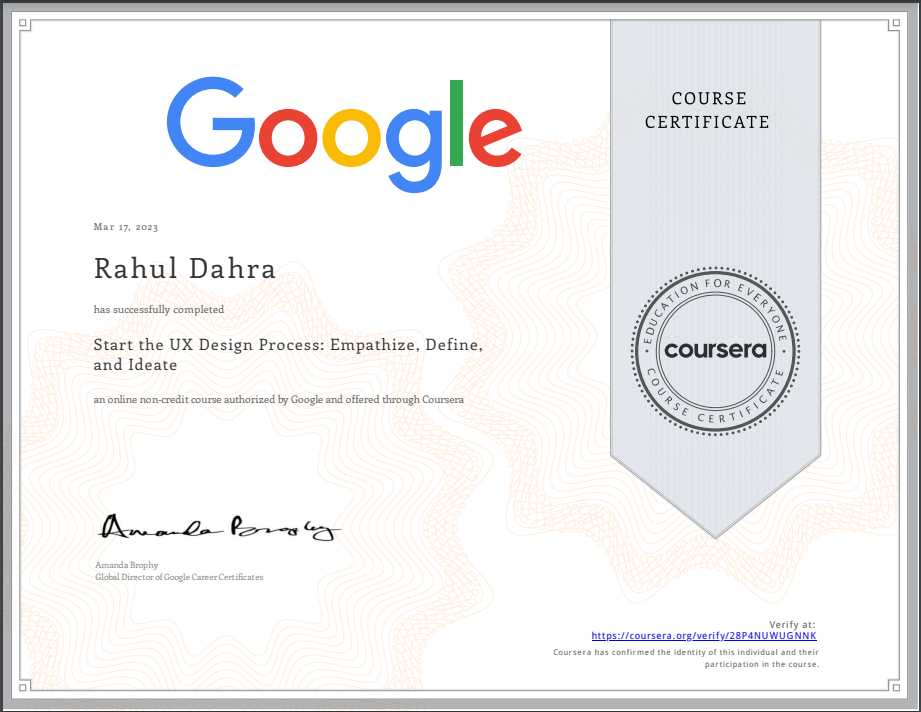 Google
COURSE
CERTIFICATE
Mar 17, 2023
Rahul Dahra
has successfully completed
Start the UX Design Process: Empathize, Define,
and Ideate
an online non-credit course authorized by Google and offered through Coursera
EDUCATION FOR EVERYONE
coursera
COURSE CERTIFICATE
Amanda Brophy
Amanda Brophy
Global Director of Google Career Certificates
Verify at:
https://coursera.org/verify/28P4NUWUGNNK
Coursera has confirmed the identity of this individual and their
participation in the course.